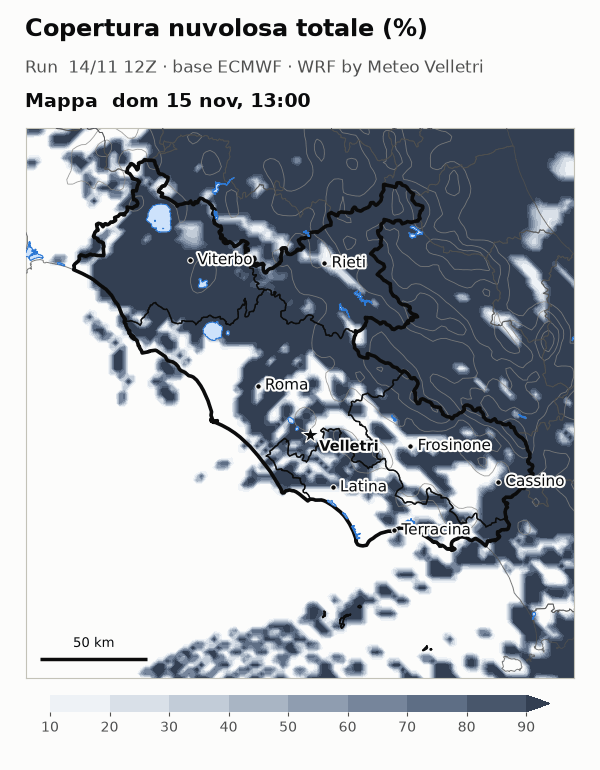 Copertura nuvolosa totale (%)
Run  14/11 12Z · base ECMWF · WRF by Meteo Velletri
Mappa  dom 15 nov, 13:00
Viterbo
Rieti
Roma
Velletri
Frosinone
Cassino
Latina
Terracina
50 km
10 20 30 40 50 60 70 80 90